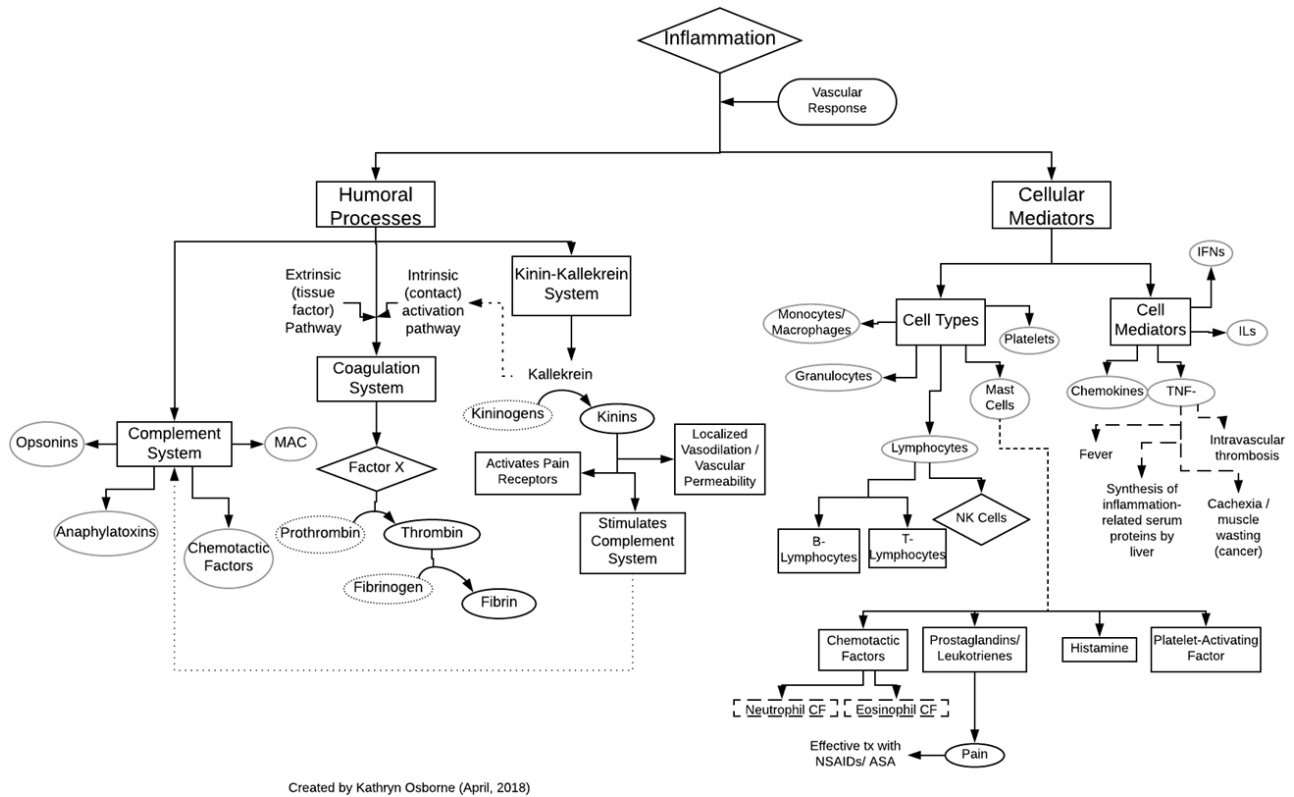 Inflammation
Vascular
Response
Humoral
Processes
Cellular
Mediators
Extrinsic
(tissue
factor)
Pathway
Intrinsic
(contact)
activation
pathway
Kinin-Kallekrein
System
Coagulation
System
Kallekrein
Kininogens
Kinins
Opsonins
Complement
System
MAC
Factor X
Activates Pain
Receptors
Localized
Vasodilation /
Vascular
Permeability
Anaphylatoxins
Chemotactic
Factors
Prothrombin
Thrombin
Stimulates
Complement
System
Fibrinogen
Fibrin
Monocytes/
Macrophages
Cell Types
Platelets
Granulocytes
Mast
Cells
Lymphocytes
B-
Lymphocytes
T-
Lymphocytes
NK Cells
IFNs
Cell
Mediators
ILs
Chemokines
TNF-
Fever
Intravascular
thrombosis
Synthesis of
inflammation-
related serum
proteins by
liver
Cachexia /
muscle
wasting
(cancer)
Chemotactic
Factors
Prostaglandins/
Leukotrienes
Histamine
Platelet-Activating
Factor
Neutrophil CF
Eosinophil CF
Effective tx with
NSAIDs/ ASA
Pain
Created by Kathryn Osborne (April, 2018)